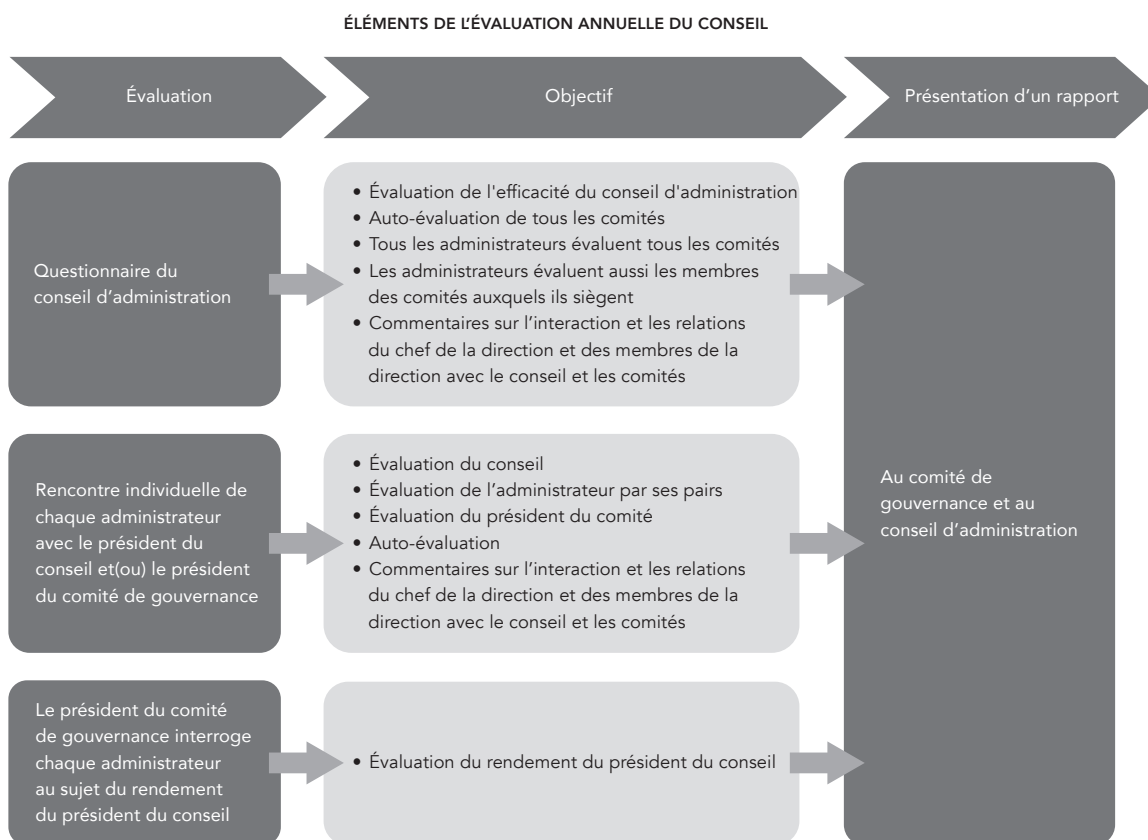 ÉLÉMENTS DE L'ÉVALUATION ANNUELLE DU CONSEIL
Évaluation
Objectif
Présentation d'un rapport
Questionnaire du
conseil d'administration
• Évaluation de l'efficacité du conseil d'administration
• Auto-évaluation de tous les comités
• Tous les administrateurs évaluent tous les comités
• Les administrateurs évaluent aussi les membres
des comités auxquels ils siègent
• Commentaires sur l'interaction et les relations
du chef de la direction et des membres de la
direction avec le conseil et les comités
Rencontre individuelle de
chaque administrateur
avec le président du
conseil et(ou) le président
du comité de gouvernance
• Évaluation du conseil
• Évaluation de l'administrateur par ses pairs
• Évaluation du président du comité
• Auto-évaluation
• Commentaires sur l'interaction et les relations
du chef de la direction et des membres de la
direction avec le conseil et les comités
Le président du comité
de gouvernance interroge
chaque administrateur
au sujet du rendement
du président du conseil
• Évaluation du rendement du président du conseil
Au comité de
gouvernance et au
conseil d'administration